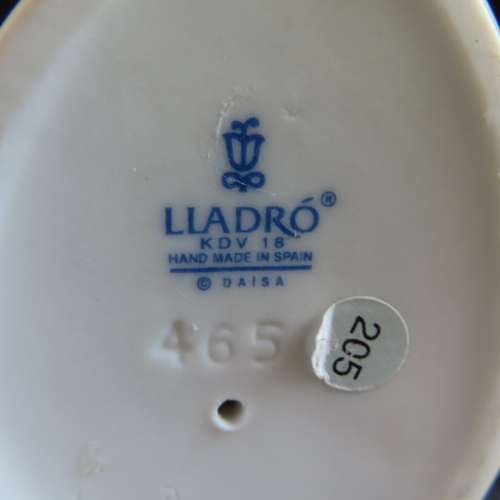 LLADRÓ®
KDV 18
HAND MADE IN SPAIN
© DAISA
465
205